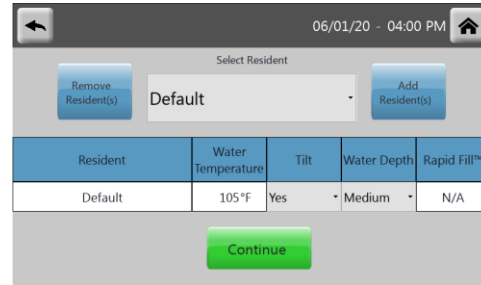 06/01/20 - 04:00 PM
Select Resident
Remove
Resident(s)
Default
Add
Resident(s)
Resident
Water
Temperature
Tilt
Water Depth
Rapid Fill™
Default
105°F
Yes
Medium
N/A
Continue